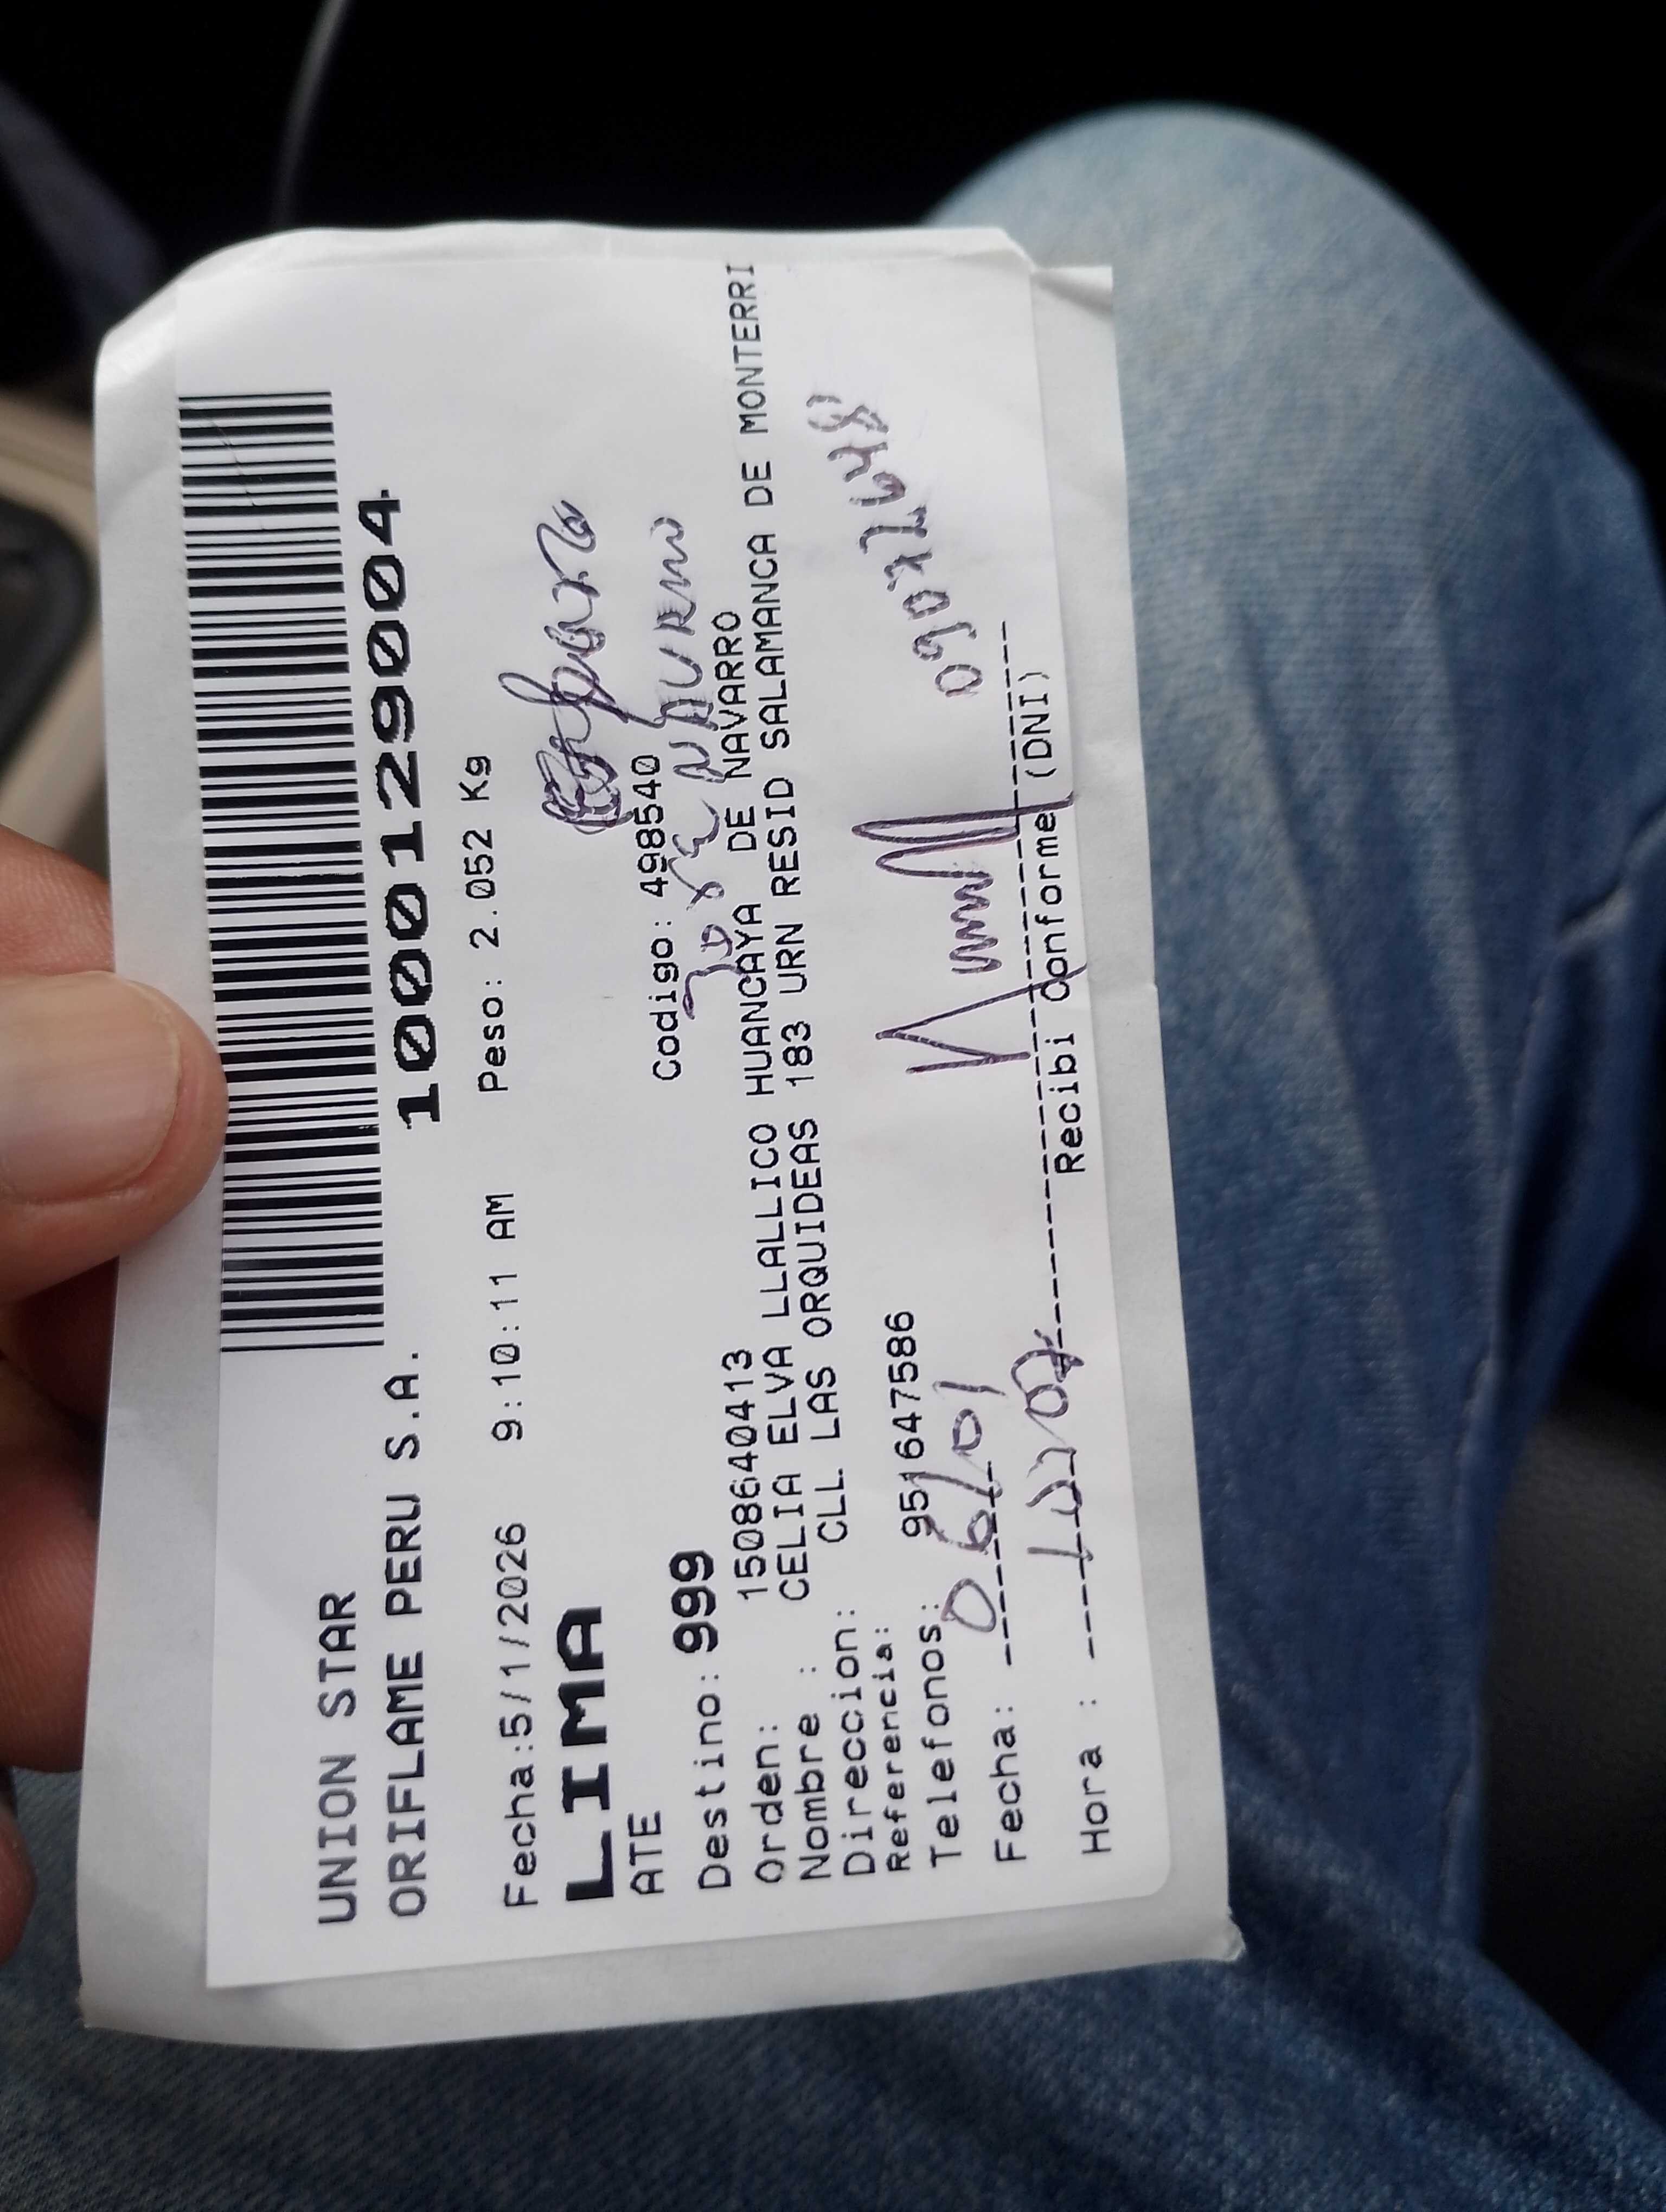 UNION STAR
ORIFLAME PERU S.A. 1000129004
Fecha:5/1/2026 9:10:11 AM Peso: 2.052 Kg
LIMA
ATE
Destino: 999 Codigo: 498540
Orden: 1508640413
Nombre : CELIA ELVA LLALLICO HUANCAYA DE NAVARRO
Direccion: CLL LAS ORQUIDEAS 183 URN RESID SALAMANCA DE MONTERRI
Referencia:
Telefonos: 951647586
Fecha: 06/01
Hora :
Recibi Conforme (DNI)